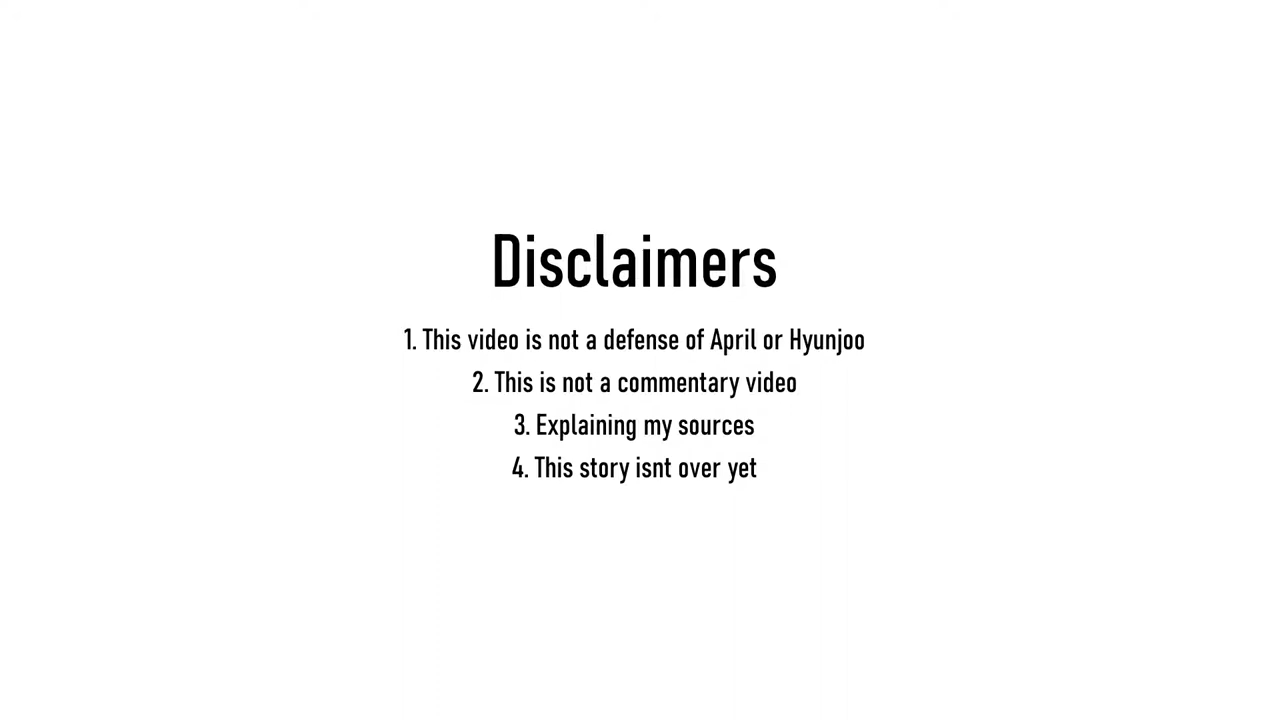 Disclaimers
1. This video is not a defense of April or Hyunjoo
2. This is not a commentary video
3. Explaining my sources
4. This story isnt over yet